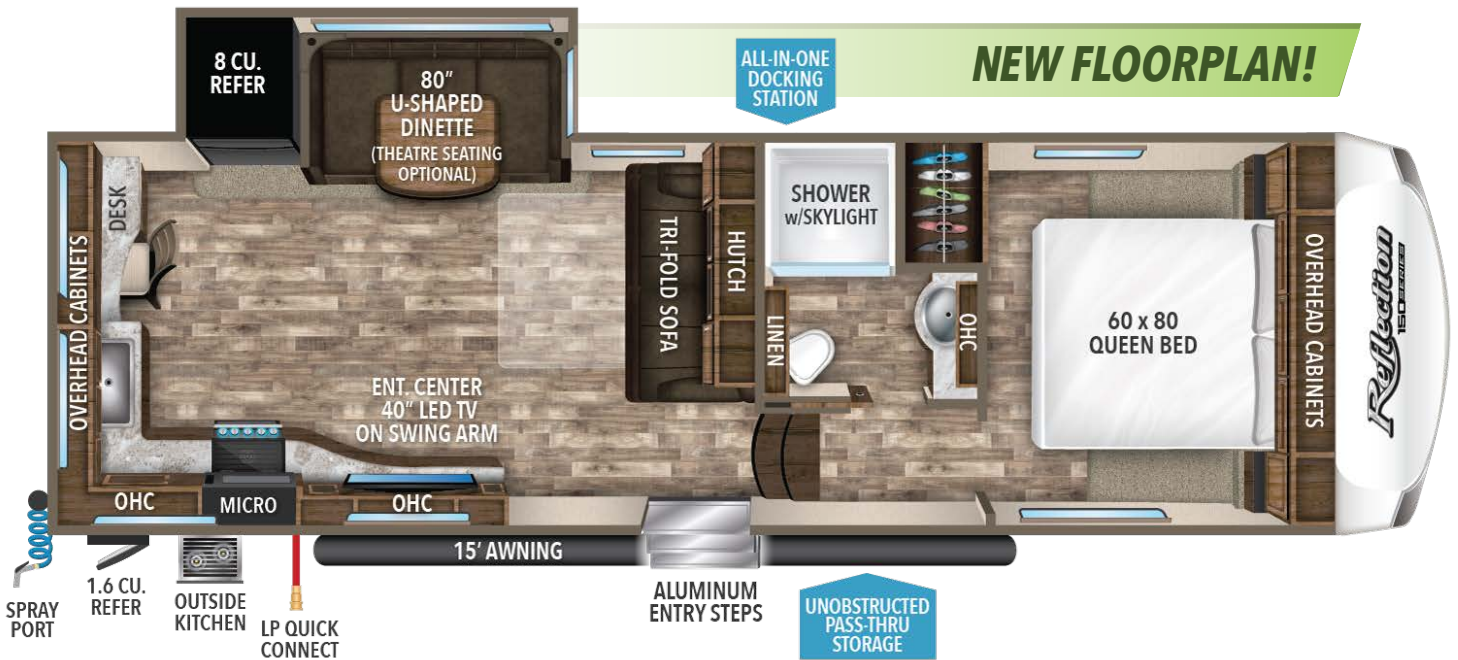 NEW FLOORPLAN!
ALL-IN-ONE
DOCKING
STATION
8 CU.
REFER
80"
U-SHAPED
DINETTE
(THEATRE SEATING
OPTIONAL)
DESK
OVERHEAD CABINETS
TRI-FOLD SOFA
HUTCH
SHOWER
w/SKYLIGHT
LINEN
OHC
60 x 80
QUEEN BED
OVERHEAD CABINETS
Reflection
150 SERIES
ENT. CENTER
40" LED TV
ON SWING ARM
OHC
MICRO
OHC
15' AWNING
SPRAY
PORT
1.6 CU.
REFER
OUTSIDE
KITCHEN
LP QUICK
CONNECT
ALUMINUM
ENTRY STEPS
UNOBSTRUCTED
PASS-THRU
STORAGE